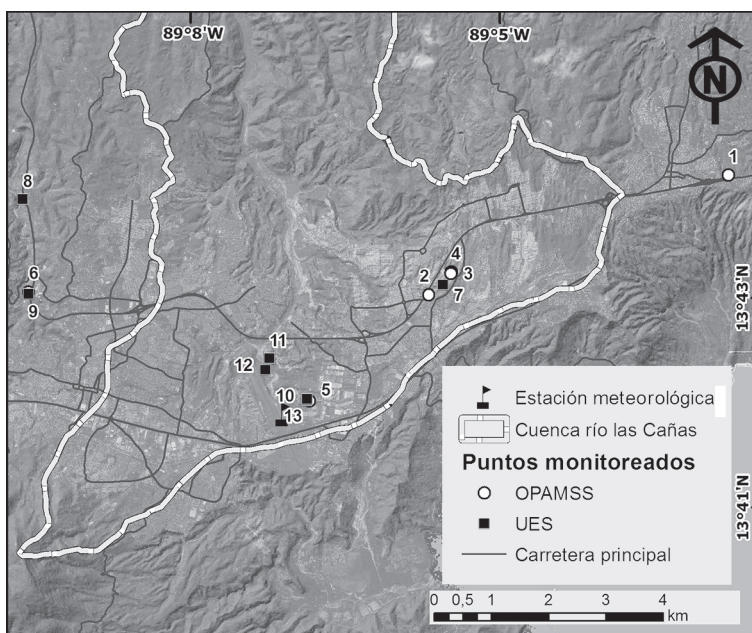 89°8'W
89°5'W
N
1
8
4
6
2
3
7
9
13°43'N
11
12
10
5
13
Estación meteorológica
Cuenca río las Cañas
Puntos monitoreados
OPAMSS
UES
Carretera principal
13°41'N
0 0,5 1 2 3 4
km